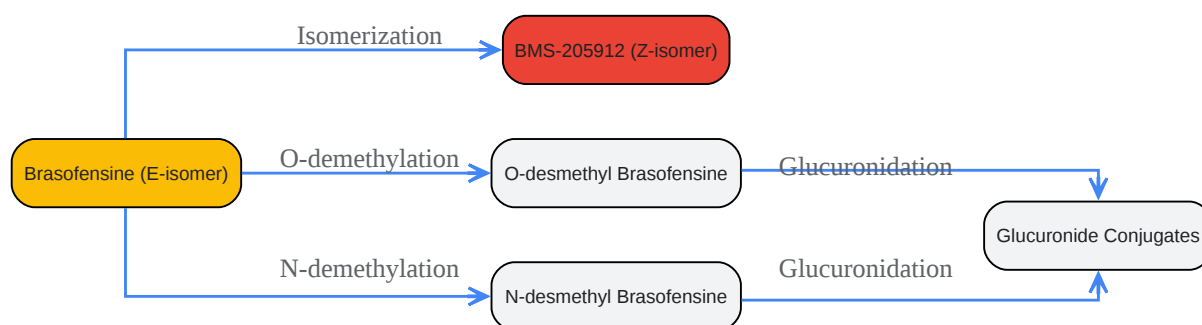 Isomerization
BMS-205912 (Z-isomer)
Brasofensine (E-isomer)
O-demethylation
O-desmethyl Brasofensine
Glucuronidation
Glucuronide Conjugates
N-demethylation
N-desmethyl Brasofensine
Glucuronidation